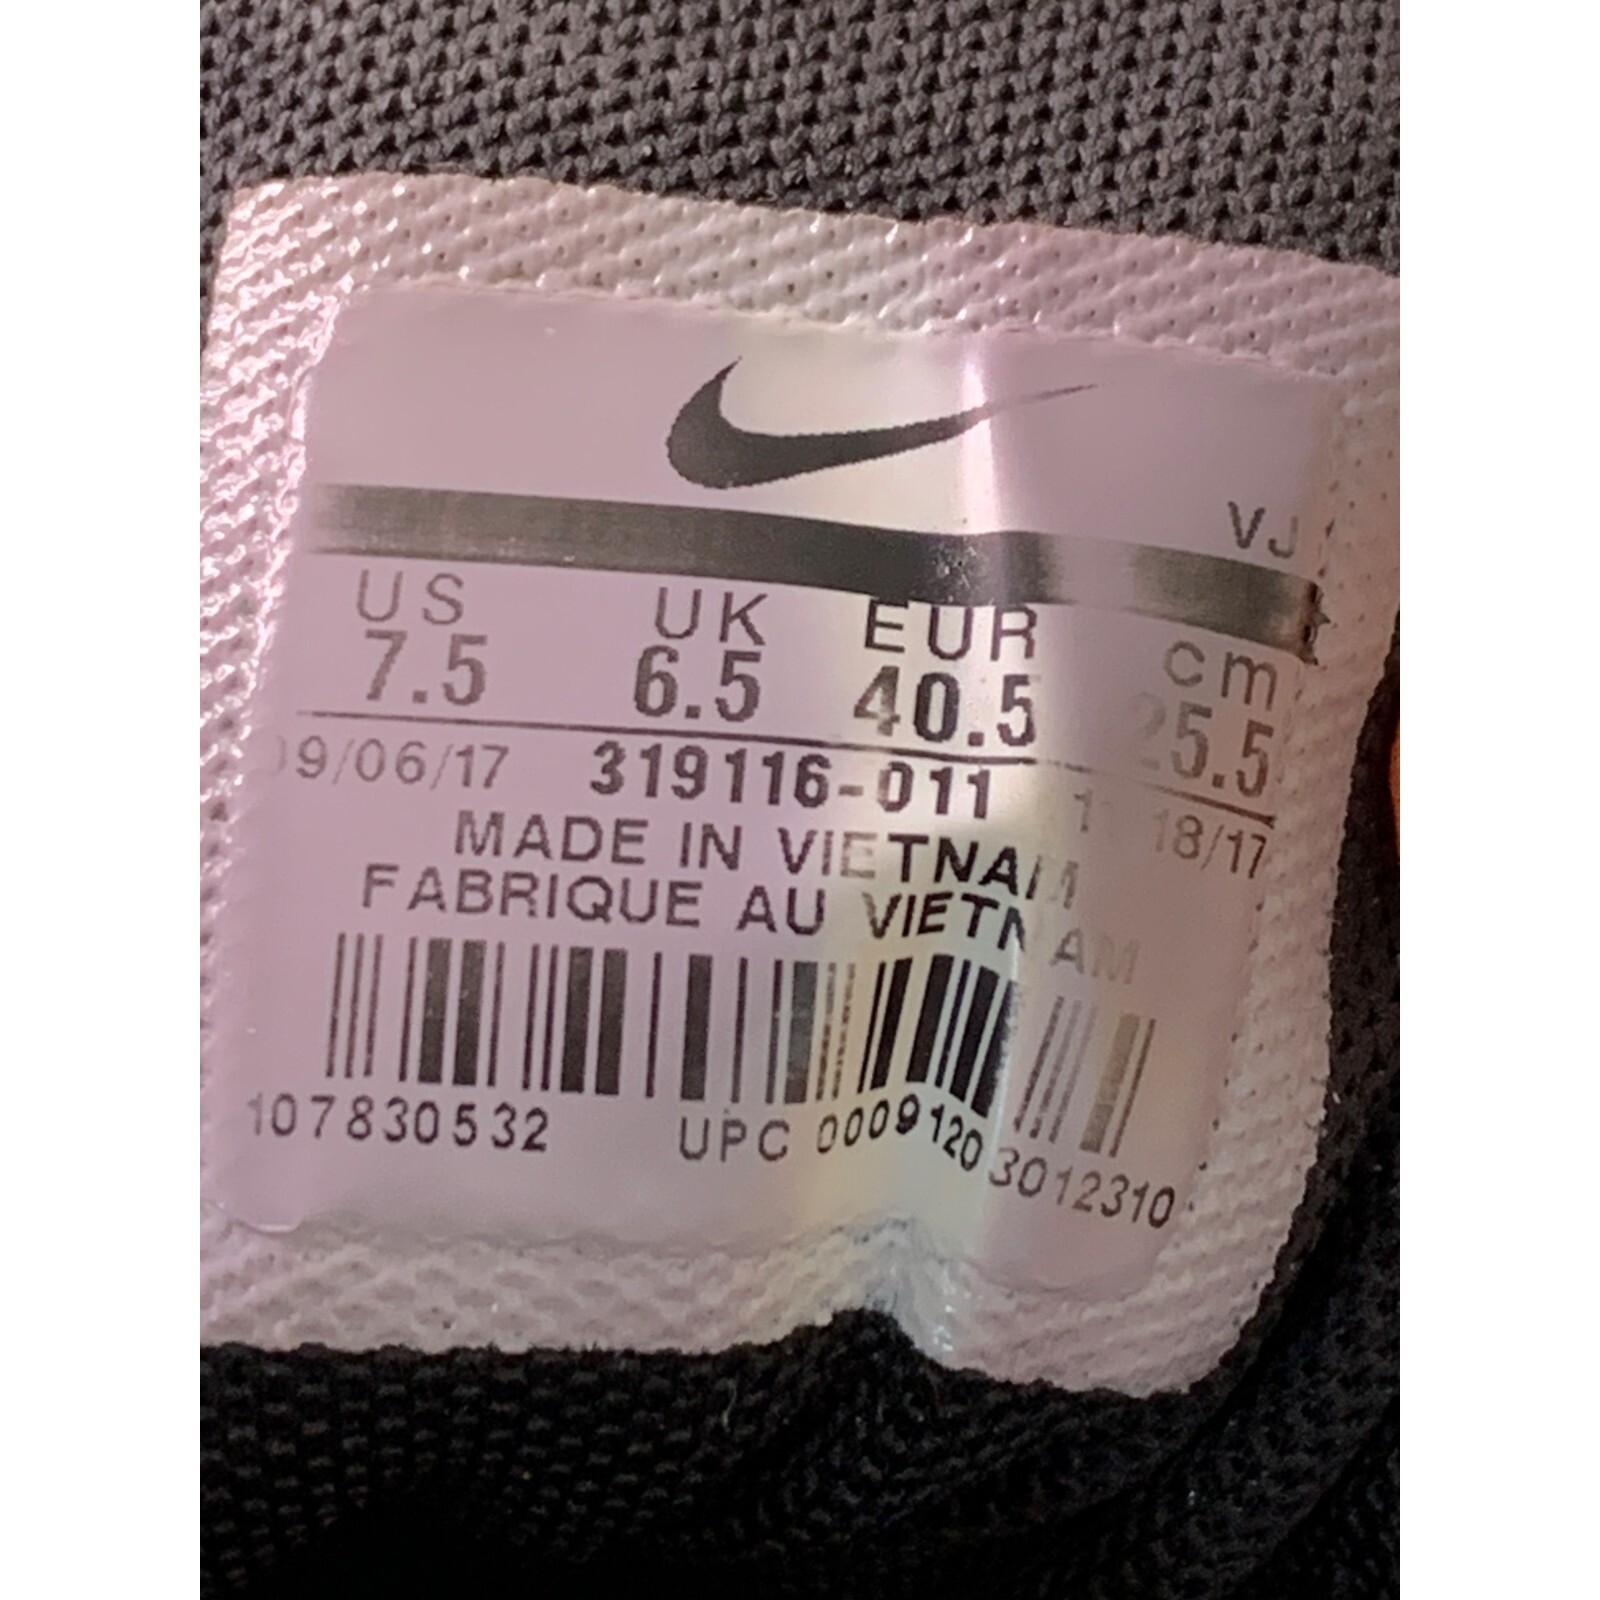 VJ
US UK EUR cm
7.5 6.5 40.5 25.5
09/06/17 319116-011 18/17
MADE IN VIETNAM
FABRIQUE AU VIETNAM
107830532 UPC 00091203012310